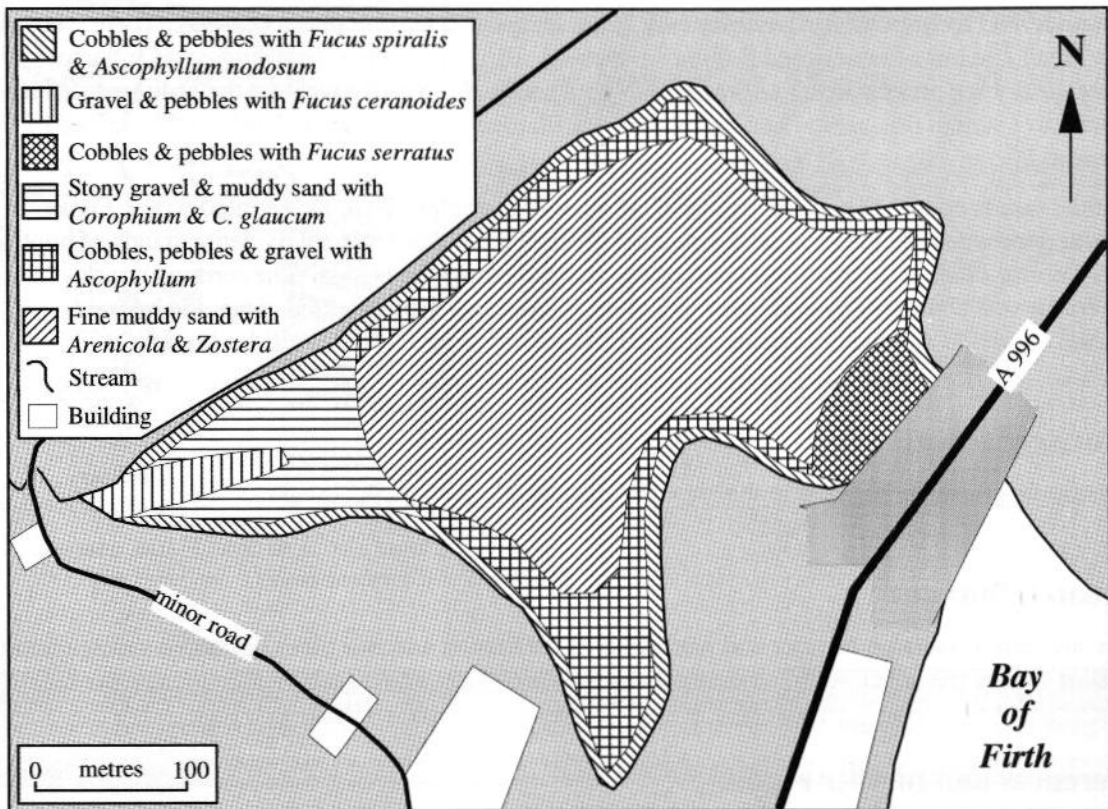 Cobbles & pebbles with Fucus spiralis
& Ascophyllum nodosum
Gravel & pebbles with Fucus ceranoides
Cobbles & pebbles with Fucus serratus
Stony gravel & muddy sand with
Corophium & C. glaucum
Cobbles, pebbles & gravel with
Ascophyllum
Fine muddy sand with
Arenicola & Zostera
Stream
Building
N
A 996
minor road
Bay
of
Firth
0 metres 100